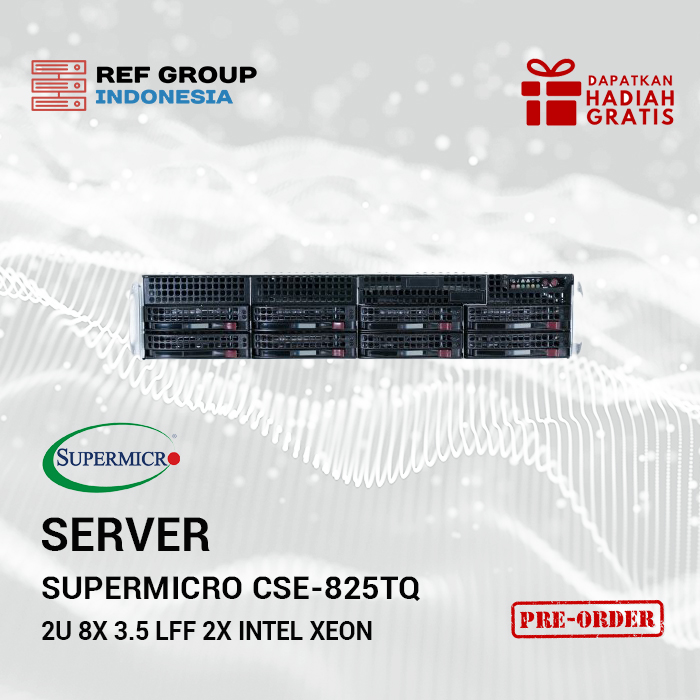 REF GROUP
INDONESIA
DAPATKAN
HADIAH
GRATIS
SUPERMICRO
SERVER
SUPERMICRO CSE-825TQ
2U 8X 3.5 LFF 2X INTEL XEON
PRE-ORDER